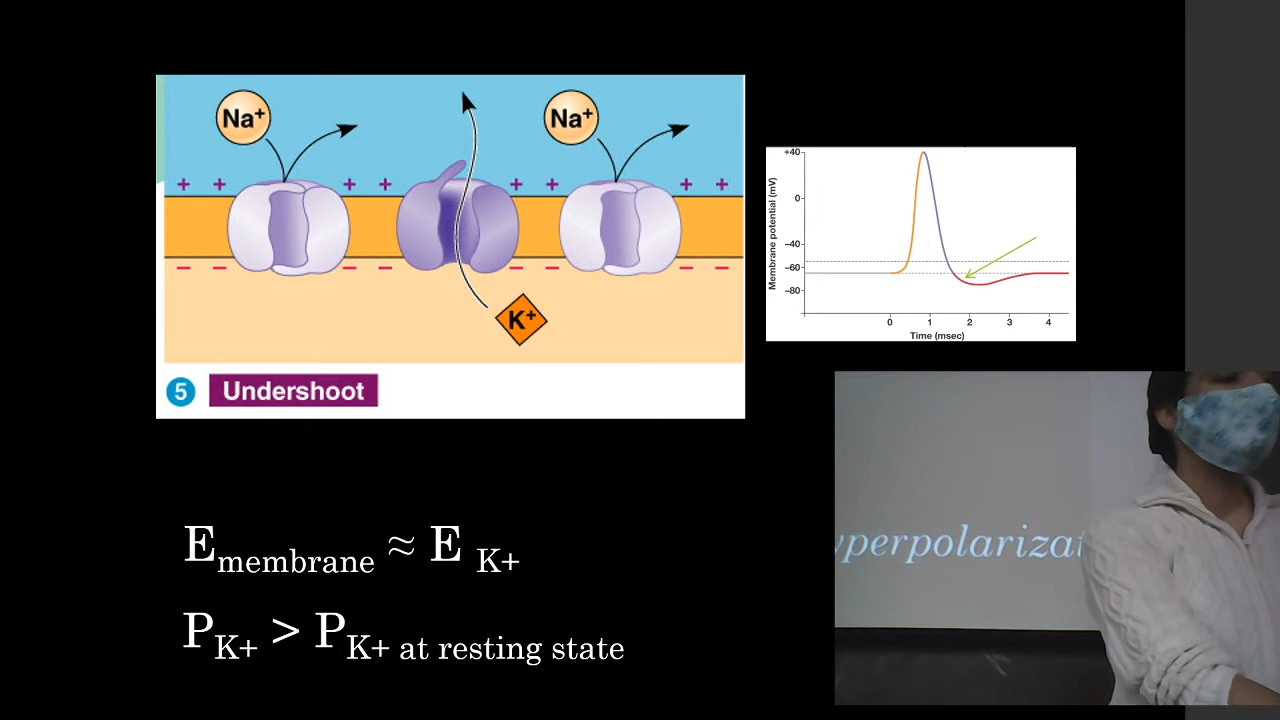 Na⁺
Na⁺
+ + + + + + + +
− − − − − −
K⁺
5 Undershoot
+40
0
−40
−60
−80
0 1 2 3 4
Membrane potential (mV)
Time (msec)
E membrane ≈ E K+
P K+ > P K+ at resting state
yperpolarizat